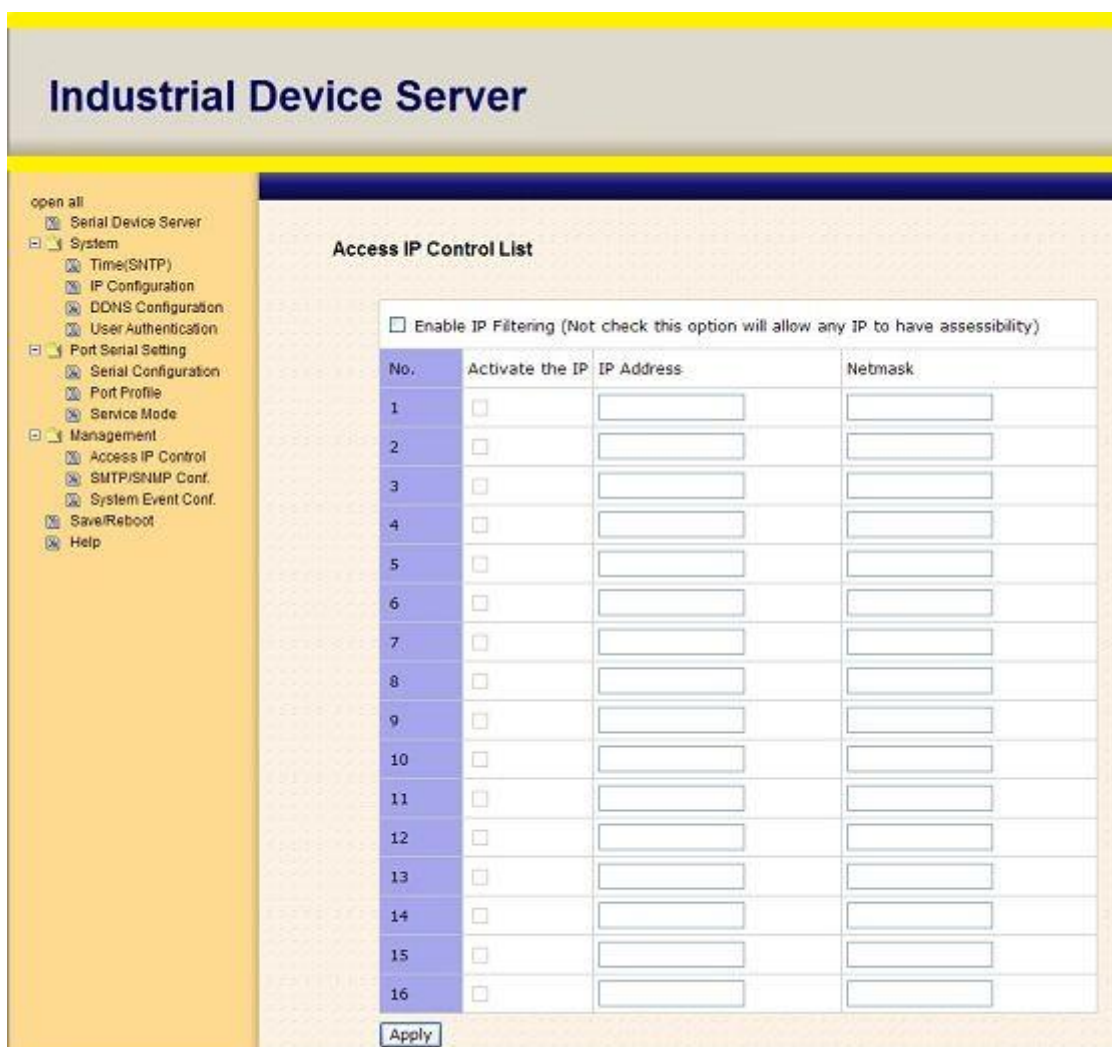 Industrial Device Server
open all
Serial Device Server
System
Time(SNTP)
IP Configuration
DDNS Configuration
User Authentication
Port Serial Setting
Serial Configuration
Port Profile
Service Mode
Management
Access IP Control
SMTP/SNMP Conf.
System Event Conf.
Save/Reboot
Help
Access IP Control List
Enable IP Filtering (Not check this option will allow any IP to have assessibility)
No. Activate the IP IP Address Netmask
1
2
3
4
5
6
7
8
9
10
11
12
13
14
15
16
Apply